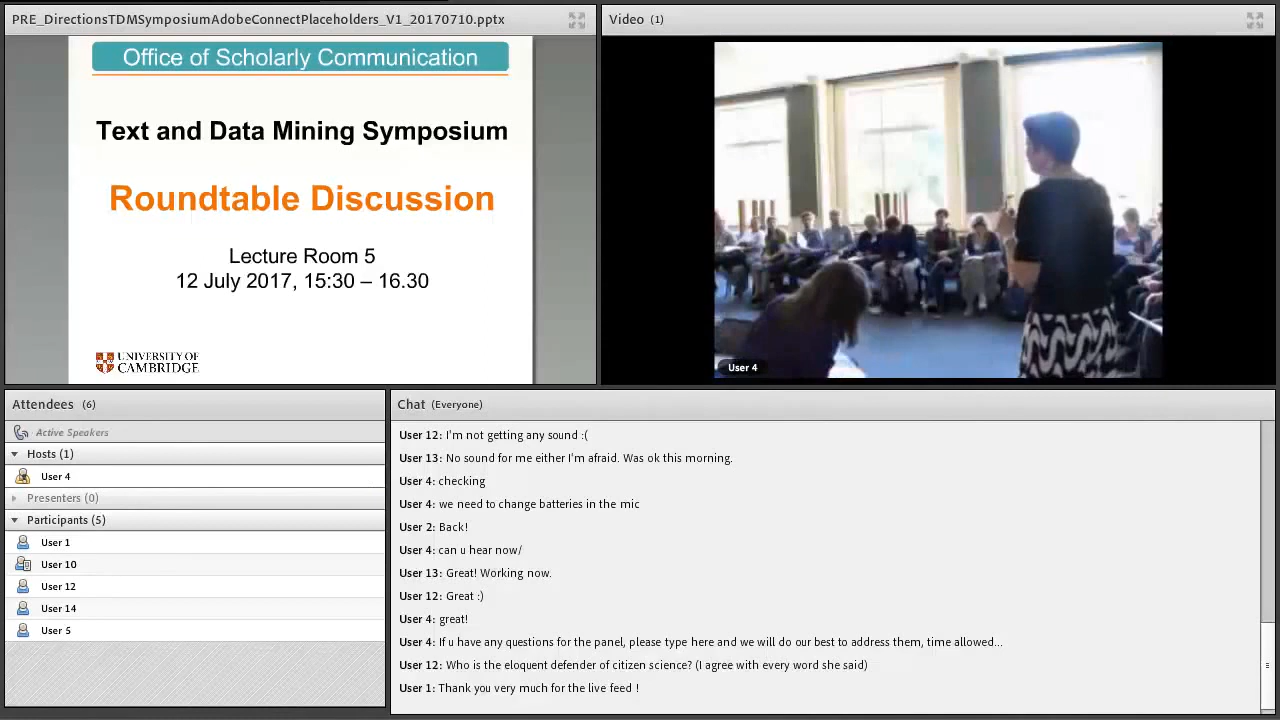 PRE_DirectionsTDMSymposiumAdobeConnectPlaceholders_V1_20170710.pptx
Office of Scholarly Communication
Text and Data Mining Symposium
Roundtable Discussion
Lecture Room 5
12 July 2017, 15:30 – 16.30
UNIVERSITY OF
CAMBRIDGE
Video (1)
User 4
Attendees (6)
Active Speakers
Hosts (1)
User 4
Presenters (0)
Participants (5)
User 1
User 10
User 12
User 14
User 5
Chat (Everyone)
User 12: I'm not getting any sound :(
User 13: No sound for me either I'm afraid. Was ok this morning.
User 4: checking
User 4: we need to change batteries in the mic
User 2: Back!
User 4: can u hear now/
User 13: Great! Working now.
User 12: Great :)
User 4: great!
User 4: If u have any questions for the panel, please type here and we will do our best to address them, time allowed...
User 12: Who is the eloquent defender of citizen science? (I agree with every word she said)
User 1: Thank you very much for the live feed !